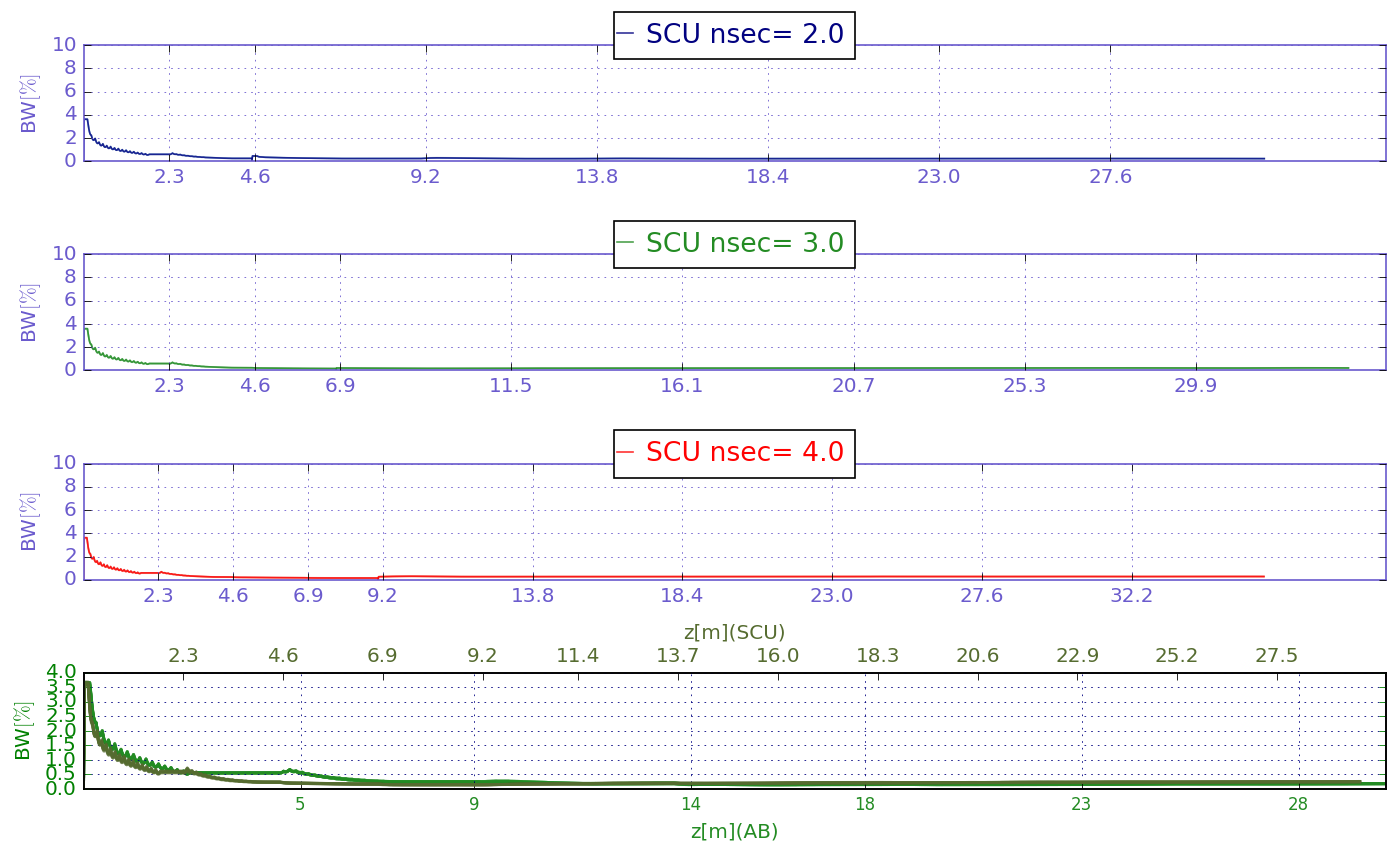 SCU nsec= 2.0
10
8
6
4
2
0
BW[%]
2.3 4.6 9.2 13.8 18.4 23.0 27.6
SCU nsec= 3.0
10
8
6
4
2
0
BW[%]
2.3 4.6 6.9 11.5 16.1 20.7 25.3 29.9
SCU nsec= 4.0
10
8
6
4
2
0
BW[%]
2.3 4.6 6.9 9.2 13.8 18.4 23.0 27.6 32.2
z[m](SCU)
2.3 4.6 6.9 9.2 11.4 13.7 16.0 18.3 20.6 22.9 25.2 27.5
4.0
3.5
3.0
2.5
2.0
1.5
1.0
0.5
0.0
BW[%]
5 9 14 18 23 28
z[m](AB)